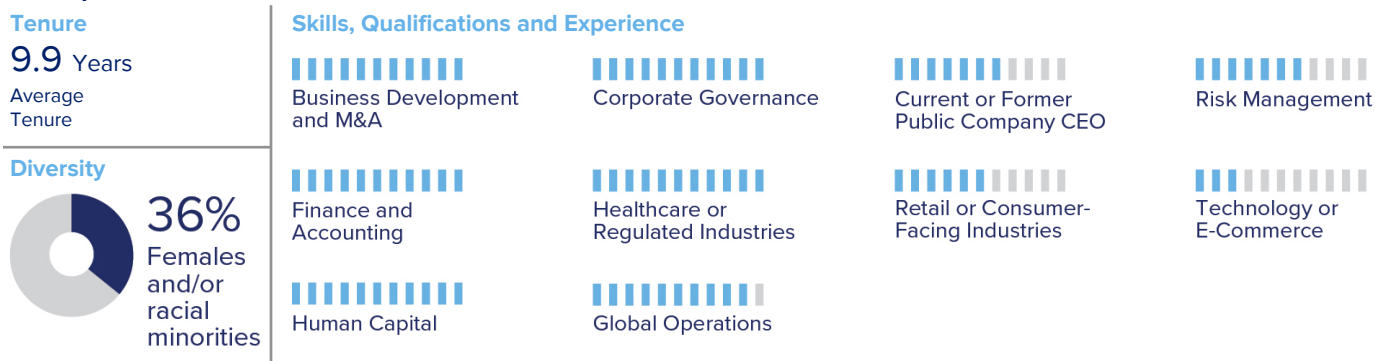 Tenure
9.9 Years
Average
Tenure
Diversity
36%
Females
and/or
racial
minorities
Skills, Qualifications and Experience
Business Development
and M&A
Corporate Governance
Current or Former
Public Company CEO
Risk Management
Finance and
Accounting
Healthcare or
Regulated Industries
Retail or Consumer-
Facing Industries
Technology or
E-Commerce
Human Capital
Global Operations